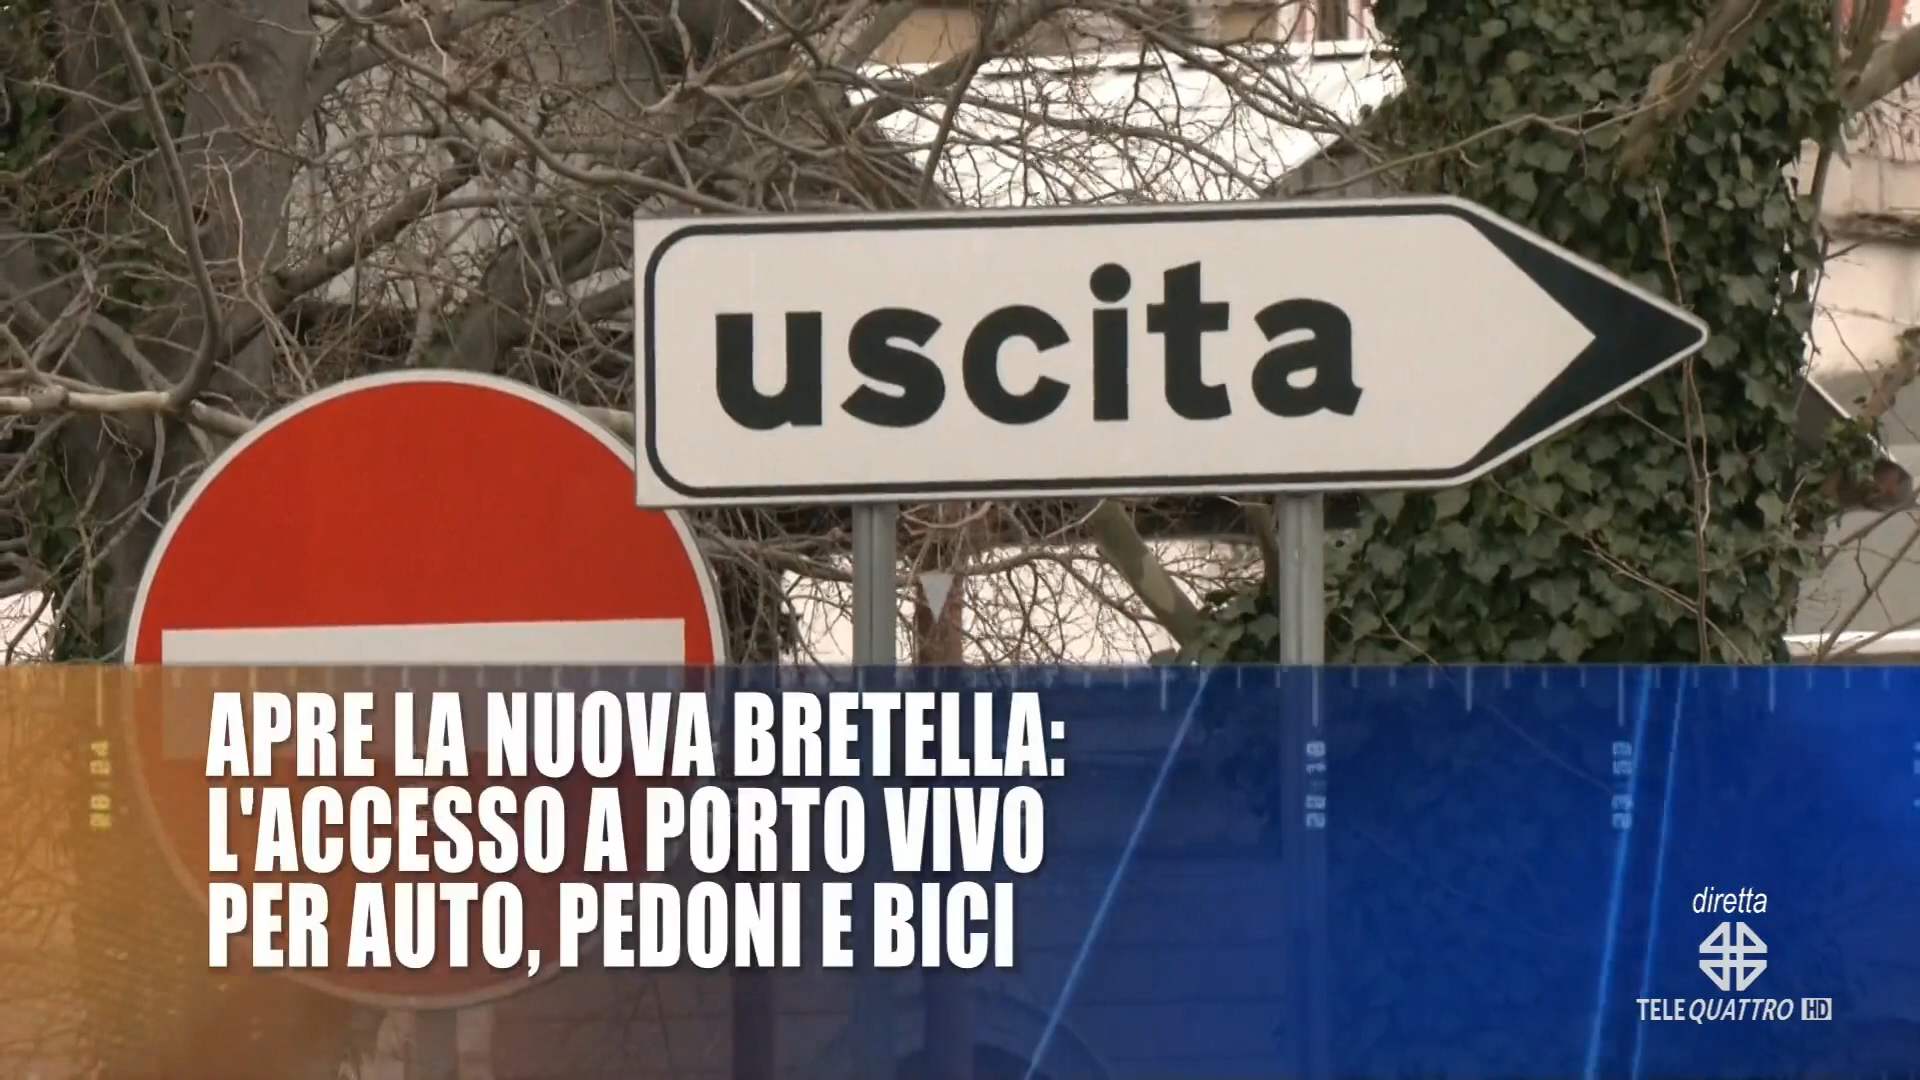 uscita
APRE LA NUOVA BRETELLA:
L'ACCESSO A PORTO VIVO
PER AUTO, PEDONI E BICI
diretta
TELEQUATTRO HD